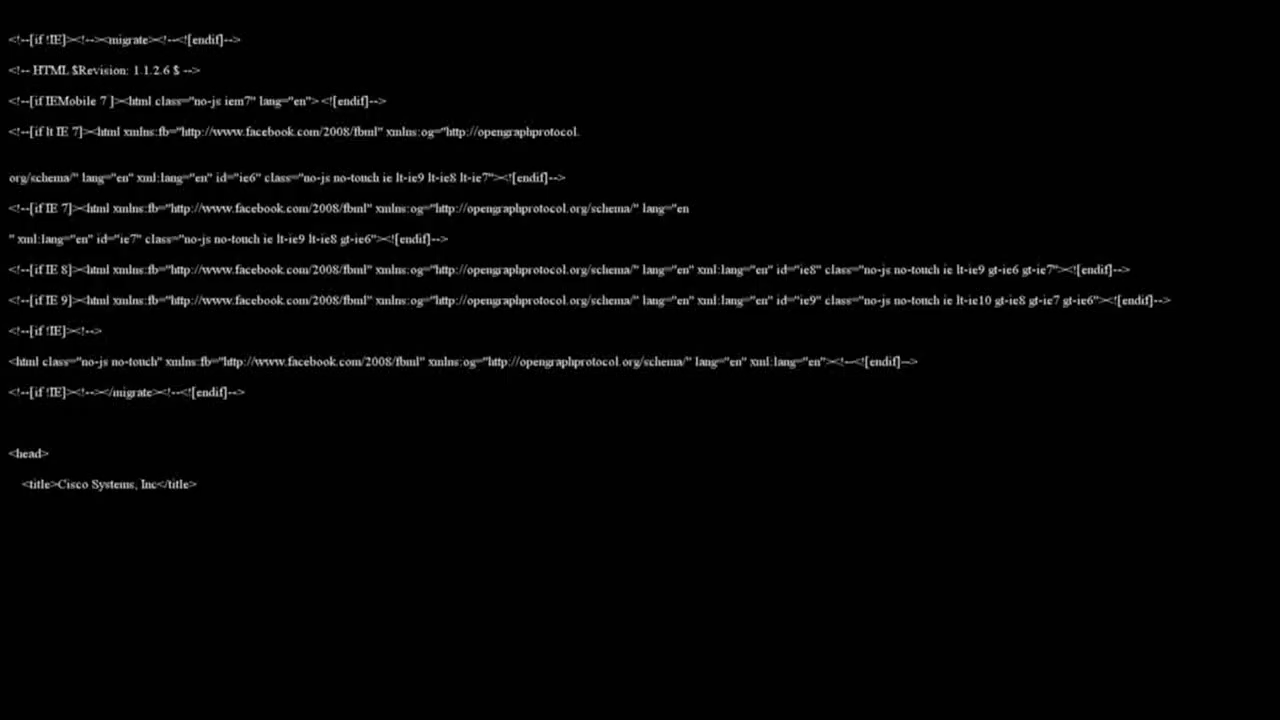 <!--[if !IE]><!--><migrate><!--<![endif]-->
<!-- HTML $Revision: 1.1.2.6 $ -->
<!--[if IEMobile 7 ]><html class="no-js iem7" lang="en"> <![endif]-->
<!--[if lt IE 7]><html xmlns:fb="http://www.facebook.com/2008/fbml" xmlns:og="http://opengraphprotocol.
org/schema/" lang="en" xml:lang="en" id="ie6" class="no-js no-touch ie lt-ie9 lt-ie8 lt-ie7"><![endif]-->
<!--[if IE 7]><html xmlns:fb="http://www.facebook.com/2008/fbml" xmlns:og="http://opengraphprotocol.org/schema/" lang="en
" xml:lang="en" id="ie7" class="no-js no-touch ie lt-ie9 lt-ie8 gt-ie6"><![endif]-->
<!--[if IE 8]><html xmlns:fb="http://www.facebook.com/2008/fbml" xmlns:og="http://opengraphprotocol.org/schema/" lang="en" xml:lang="en" id="ie8" class="no-js no-touch ie lt-ie9 gt-ie6 gt-ie7"><![endif]-->
<!--[if IE 9]><html xmlns:fb="http://www.facebook.com/2008/fbml" xmlns:og="http://opengraphprotocol.org/schema/" lang="en" xml:lang="en" id="ie9" class="no-js no-touch ie lt-ie10 gt-ie8 gt-ie7 gt-ie6"><![endif]-->
<!--[if !IE]><!-->
<html class="no-js no-touch" xmlns:fb="http://www.facebook.com/2008/fbml" xmlns:og="http://opengraphprotocol.org/schema/" lang="en" xml:lang="en"><!--<![endif]-->
<!--[if !IE]><!--></migrate><!--<![endif]-->
<head>
<title>Cisco Systems, Inc</title>